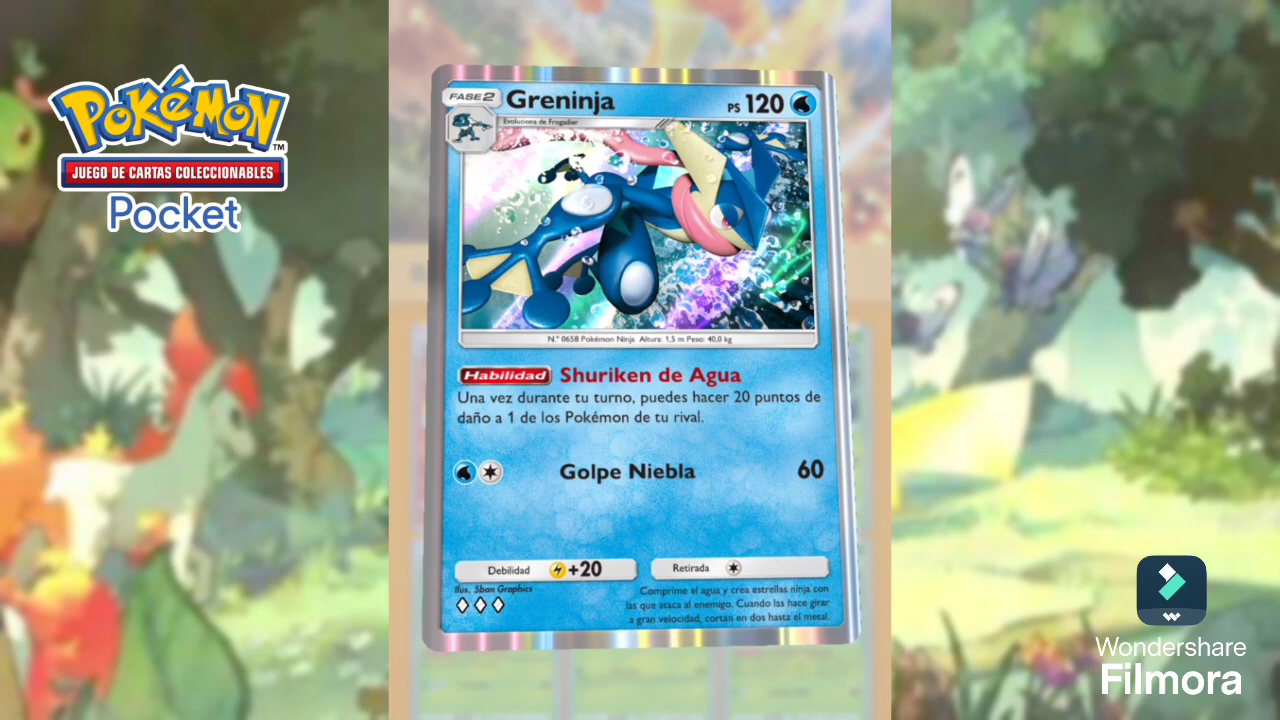 POKÉMON
TM
JUEGO DE CARTAS COLECCIONABLES
Pocket
FASE 2
Greninja
PS 120
Evoluciona de Frogadier
N.º 0658 Pokémon Ninja Altura: 1,5 m Peso: 40,0 kg
Habilidad Shuriken de Agua
Una vez durante tu turno, puedes hacer 20 puntos de
daño a 1 de los Pokémon de tu rival.
Golpe Niebla 60
Debilidad +20
Retirada
Ilus. 5ban Graphics
Comprime el agua y crea estrellas ninja con
las que ataca al enemigo. Cuando las hace girar
a gran velocidad, cortan en dos hasta el metal.
Wondershare
Filmora